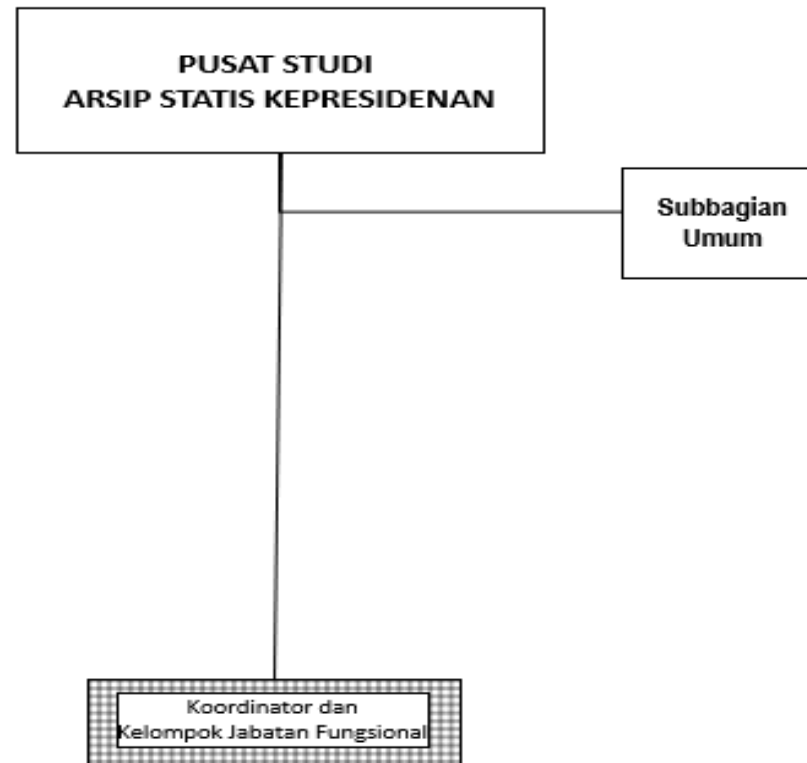 PUSAT STUDI
ARSIP STATIS KEPRESIDENAN
Subbagian
Umum
Koordinator dan
Kelompok Jabatan Fungsional